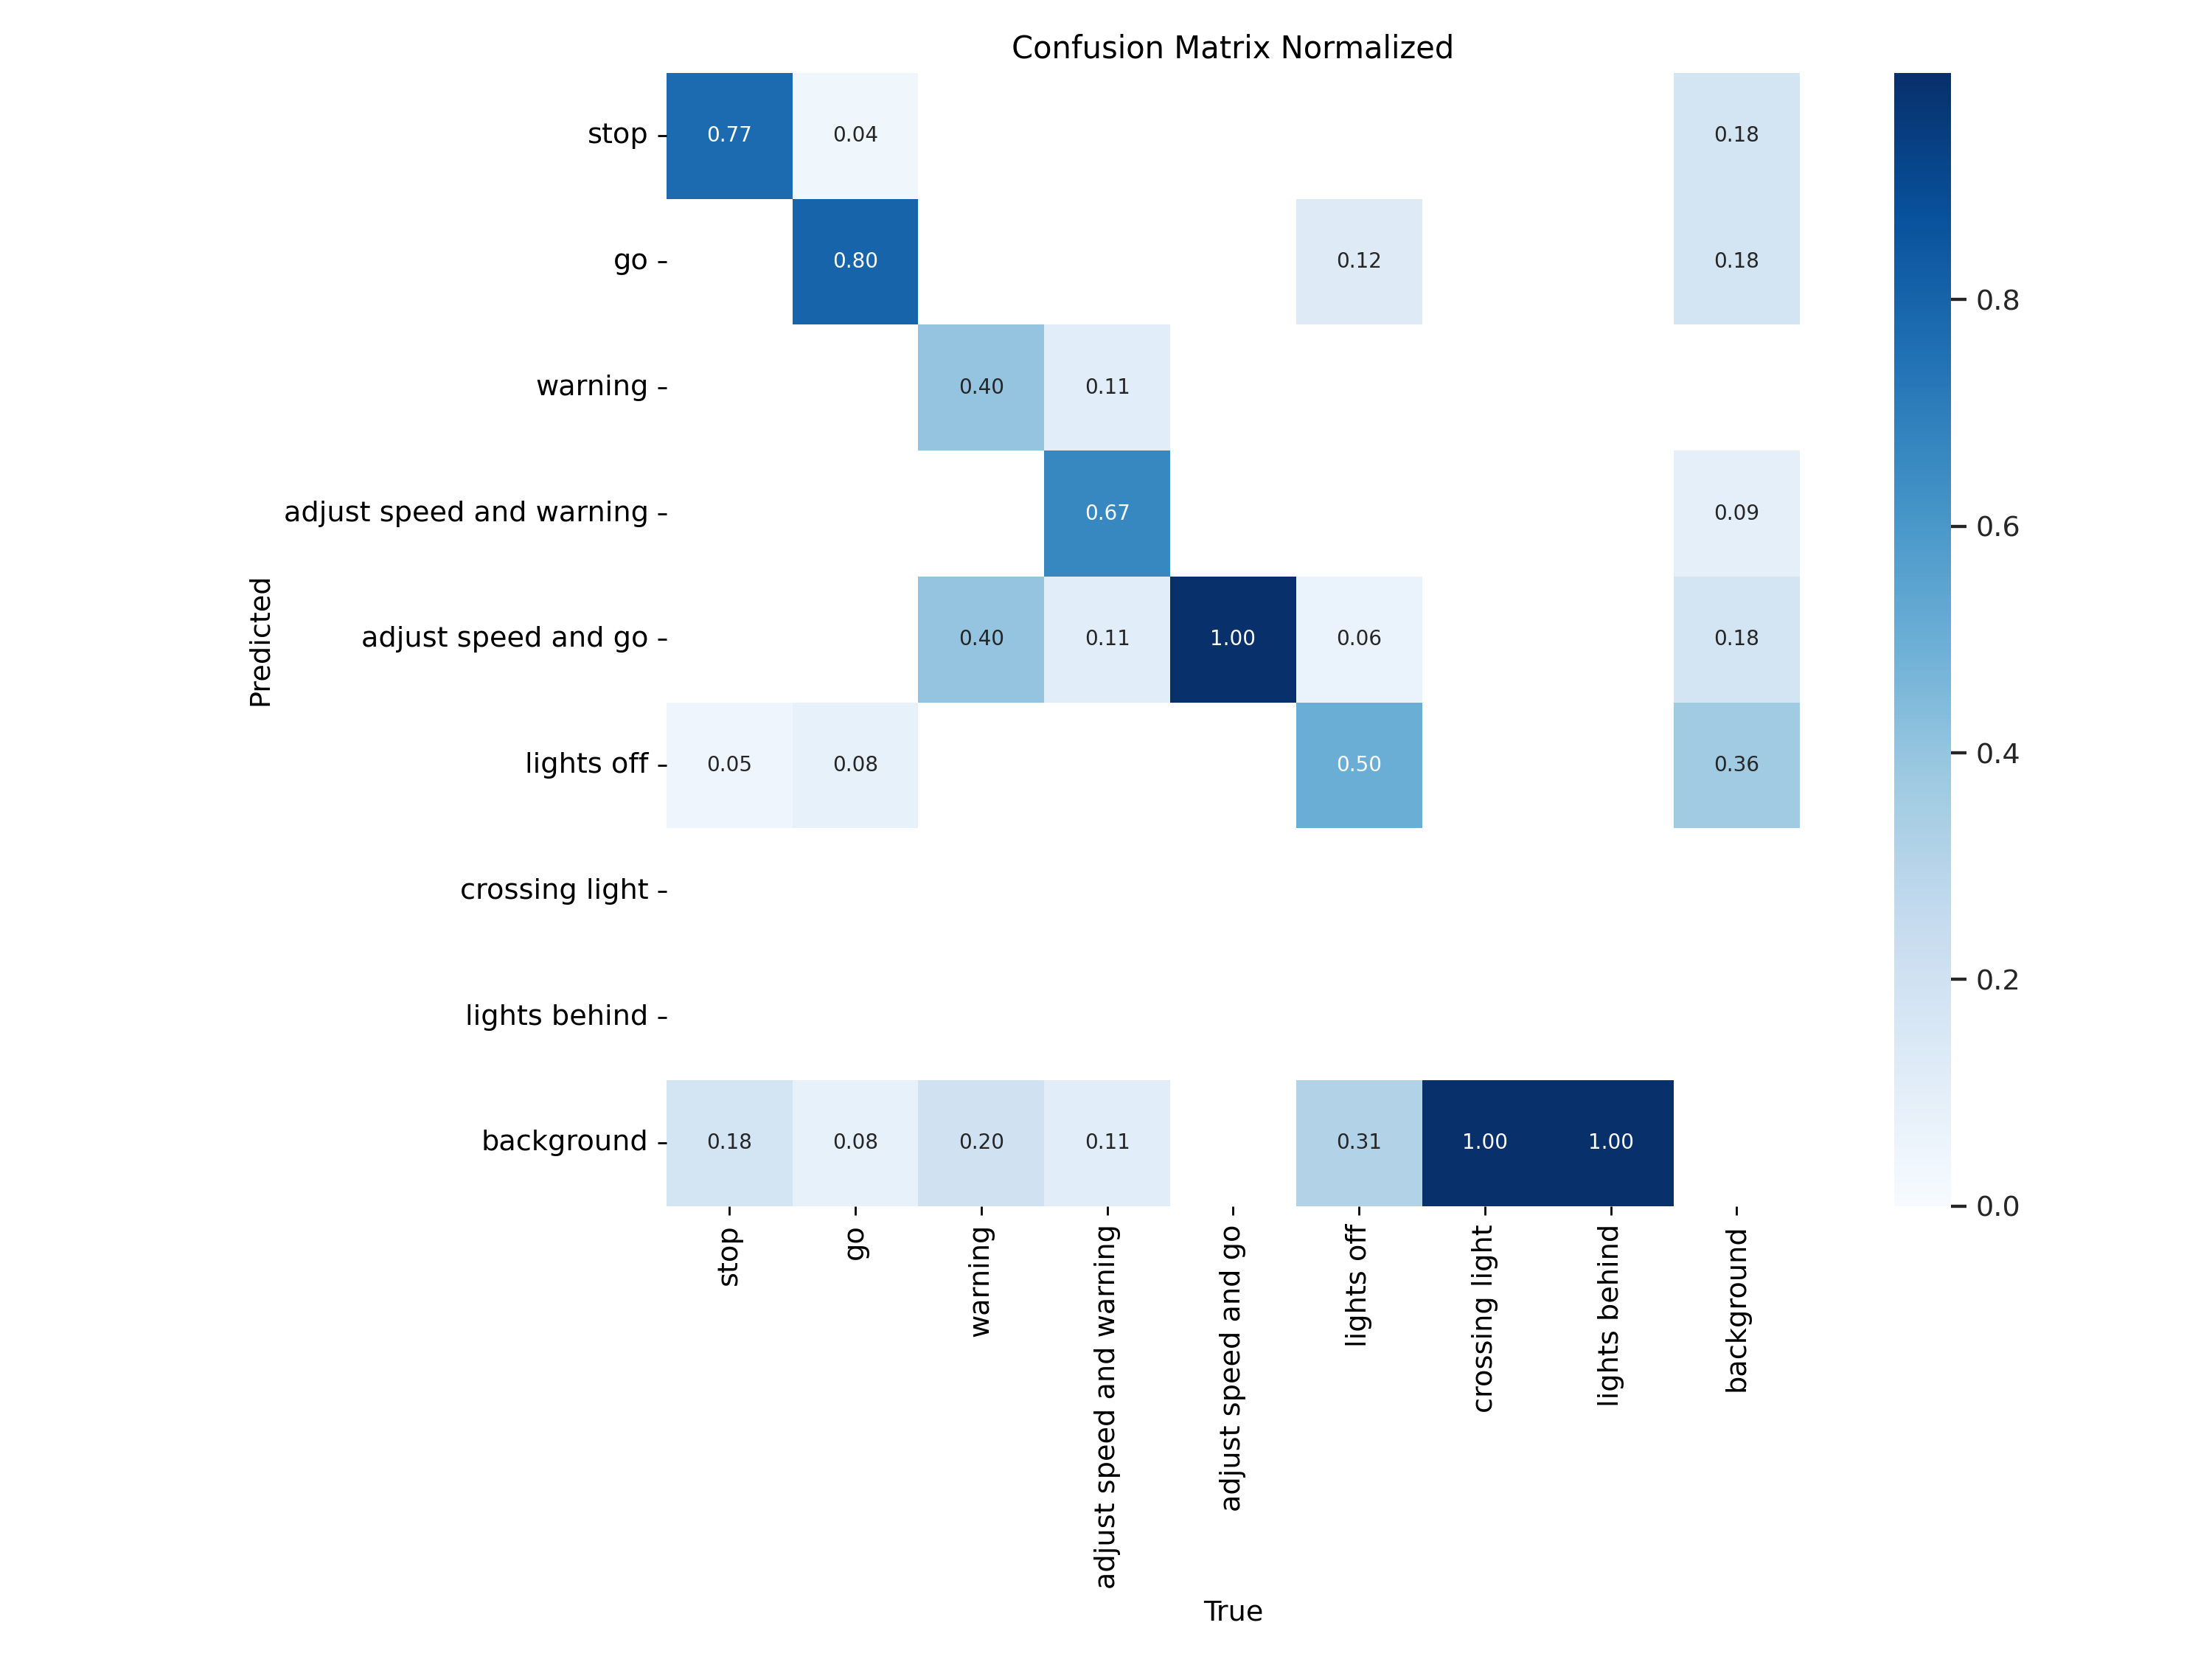 Confusion Matrix Normalized
stop
0.77
0.04
0.18
go
0.80
0.12
0.18
0.8
warning
0.40
0.11
adjust speed and warning
0.67
0.09
0.6
Predicted
adjust speed and go
0.40
0.11
1.00
0.06
0.18
lights off
0.05
0.08
0.50
0.36
0.4
crossing light
lights behind
0.2
background
0.18
0.08
0.20
0.11
0.31
1.00
1.00
0.0
stop
go
warning
adjust speed and warning
adjust speed and go
lights off
crossing light
lights behind
background
True